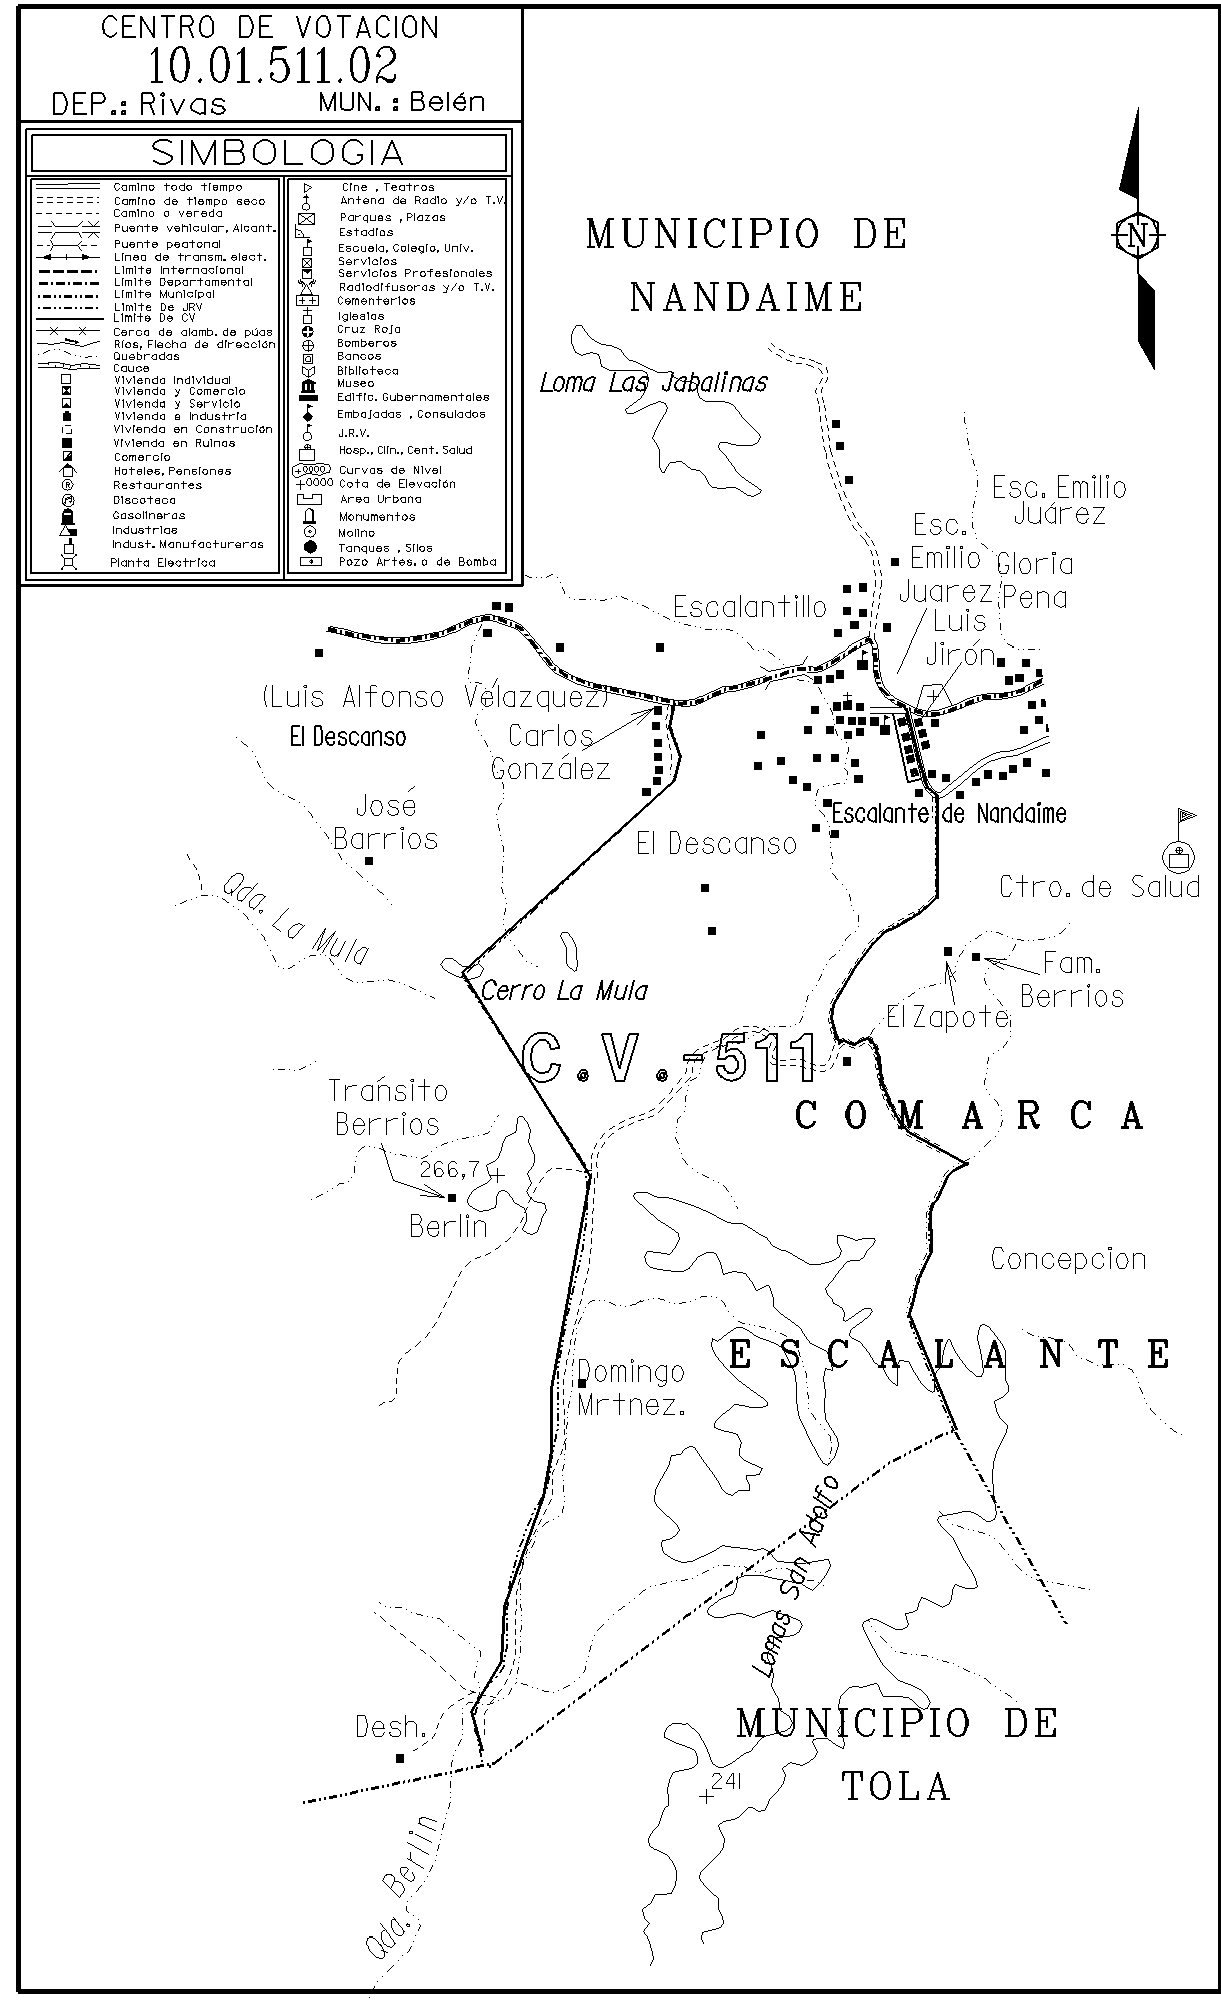 CENTRO DE VOTACION
10.01.511.02
DEP.: Rivas MUN. : Belén
SIMBOLOGIA
Camino todo tiempo
Camino de tiempo seco
Camino o vereda
Puente vehicular, Alcant.
Puente peatonal
Línea de transm. elect.
Limite Internacional
Limite Departamental
Limite Municipal
Limite De JRV
Limite De CV
Cerca de alamb. de púas
Ríos, Flecha de dirección
Quebradas
Cauce
Vivienda Individual
Vivienda y Comercio
Vivienda y Servicio
Vivienda e Industria
Vivienda en Construción
Vivienda en Ruinas
Comercio
Hoteles, Pensiones
Restaurantes
Discoteca
Gasolineras
Industrias
Indust. Manufactureras
Planta Electrica
Cine , Teatros
Antena de Radio y/o T.V.
Parques , Plazas
Estadios
Escuela, Colegio, Univ.
Servicios
Servicios Profesionales
Radiodifusoras y/o T.V.
Cementerios
Iglesias
Cruz Roja
Bomberos
Bancos
Biblioteca
Museo
Edific. Gubernamentales
Embajadas , Consulados
J.R.V.
Hosp., Clin., Cent. Salud
Curvas de Nivel
Cota de Elevación
Area Urbana
Monumentos
Molino
Tanques , Silos
Pozo Artes. o de Bomba
N
MUNICIPIO DE
NANDAIME
Loma Las Jabalinas
Esc. Emilio
Juárez
Esc.
Emilio
Juarez
Gloria
Pena
Luis
Jirón
Escalantillo
(Luis Alfonso Vélazquez)
El Descanso
Carlos
González
José
Barrios
El Descanso
Escalante de Nandaime
Ctro. de Salud
Qda. La Mula
Cerro La Mula
Fam.
Berrios
El Zapote
C.V.-511
Tránsito
Berrios
COMARCA
266,7
Berlin
Concepcion
ESCALANTE
Domingo
Mrtnez.
Lomas San Adolfo
MUNICIPIO DE
TOLA
Desh.
241
Qda. Berlin